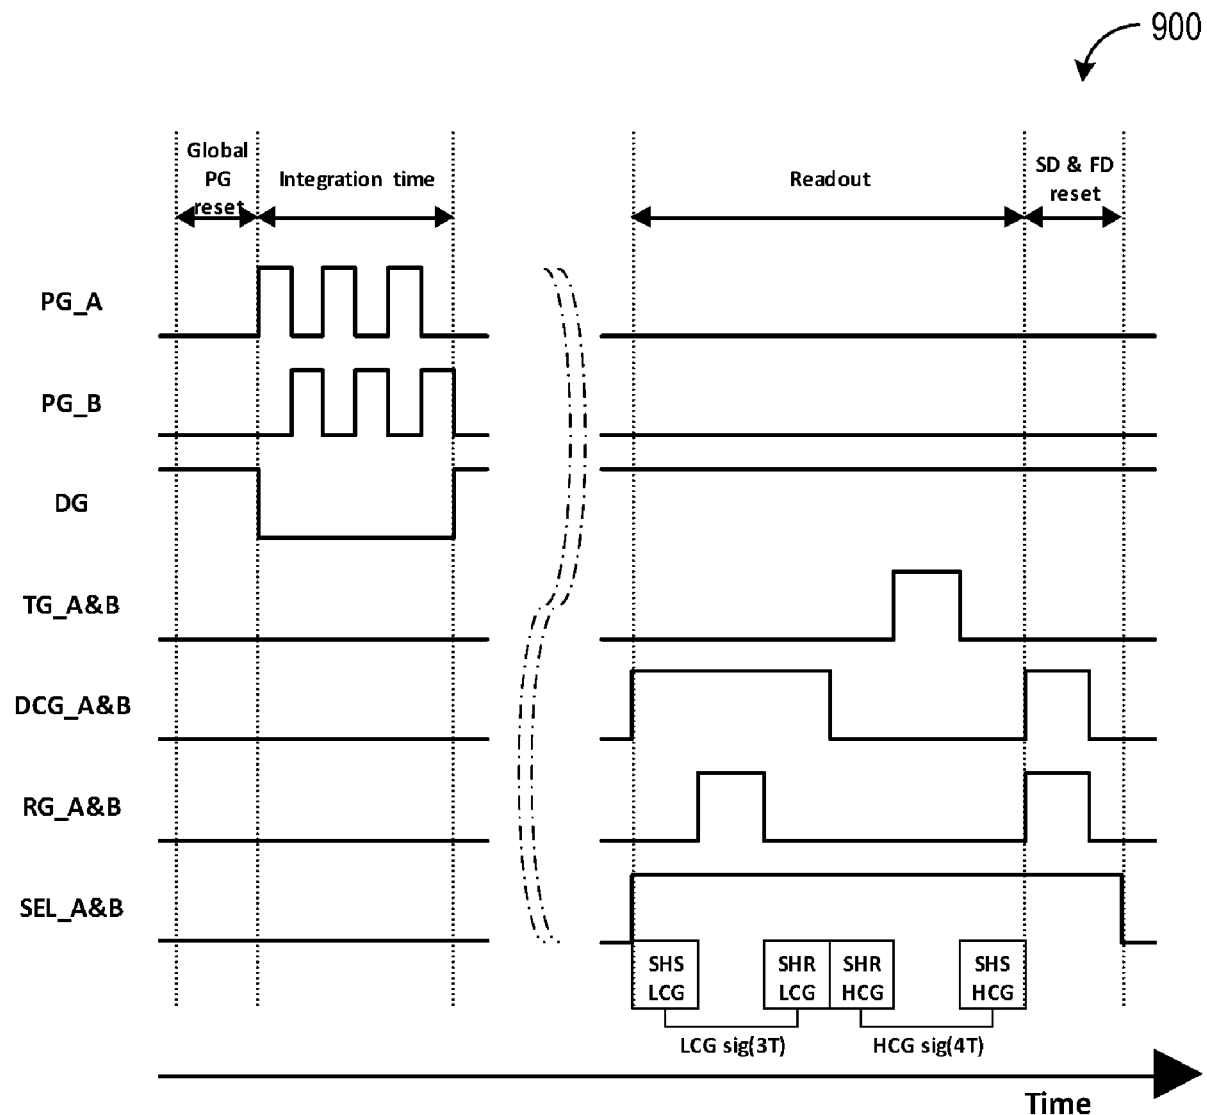 900
Global
PG
reset
Integration time
Readout
SD & FD
reset
PG_A
PG_B
DG
TG_A&B
DCG_A&B
RG_A&B
SEL_A&B
SHS
LCG
SHR
LCG
SHR
HCG
SHS
HCG
LCG sig(3T)
HCG sig(4T)
Time